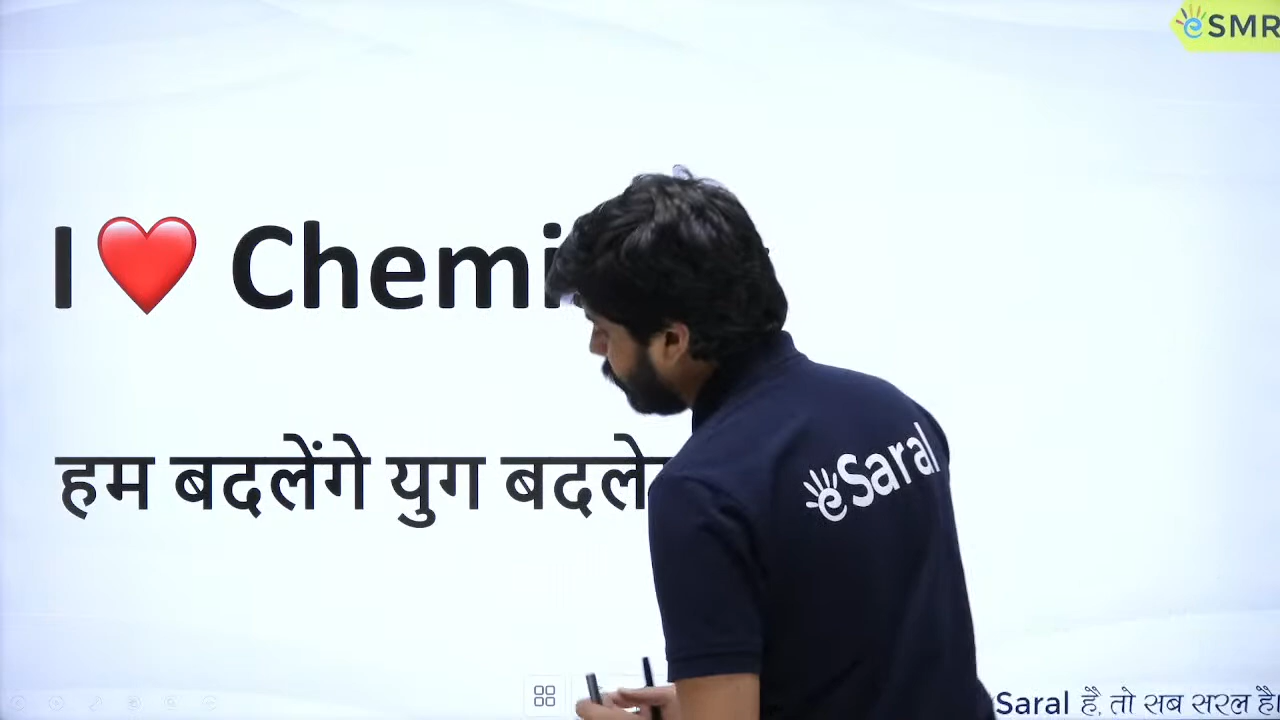 eSMR
I ❤️ Chemi
हम बदलेंगे युग बदले
eSaral
Saral है, तो सब सरल है।